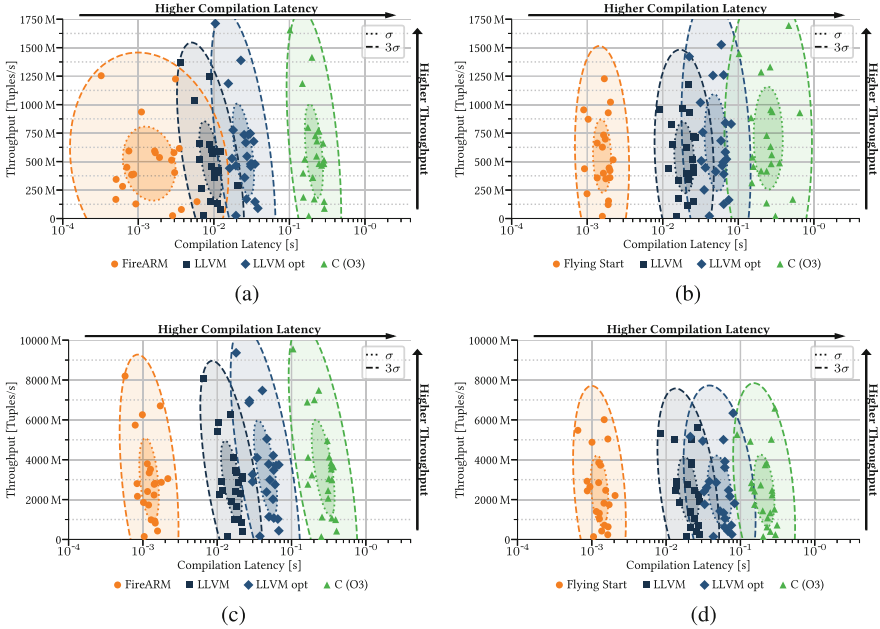 Higher Compilation Latency
1750 M
1500 M
1250 M
1000 M
750 M
500 M
250 M
0
Throughput [Tuples/s]
σ
3σ
Higher Throughput
10⁻⁴
10⁻³
10⁻²
10⁻¹
10⁻⁰
Compilation Latency [s]
FireARM
LLVM
LLVM opt
C (O3)
(a)
Higher Compilation Latency
1750 M
1500 M
1250 M
1000 M
750 M
500 M
250 M
0
Throughput [Tuples/s]
σ
3σ
Higher Throughput
10⁻⁴
10⁻³
10⁻²
10⁻¹
10⁻⁰
Compilation Latency [s]
Flying Start
LLVM
LLVM opt
C (O3)
(b)
Higher Compilation Latency
10000 M
8000 M
6000 M
4000 M
2000 M
0
Throughput [Tuples/s]
σ
3σ
Higher Throughput
10⁻⁴
10⁻³
10⁻²
10⁻¹
10⁻⁰
Compilation Latency [s]
FireARM
LLVM
LLVM opt
C (O3)
(c)
Higher Compilation Latency
10000 M
8000 M
6000 M
4000 M
2000 M
0
Throughput [Tuples/s]
σ
3σ
Higher Throughput
10⁻⁴
10⁻³
10⁻²
10⁻¹
10⁻⁰
Compilation Latency [s]
Flying Start
LLVM
LLVM opt
C (O3)
(d)